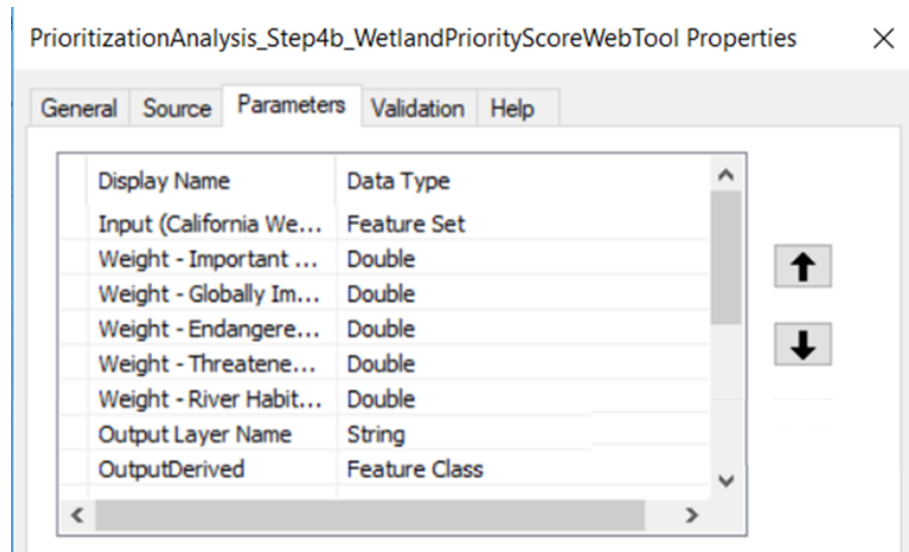 PrioritizationAnalysis_Step4b_WetlandPriorityScoreWebTool Properties
General Source Parameters Validation Help
Display Name Data Type
Input (California We... Feature Set
Weight - Important ... Double
Weight - Globally Im... Double
Weight - Endangere... Double
Weight - Threatene... Double
Weight - River Habit... Double
Output Layer Name String
OutputDerived Feature Class